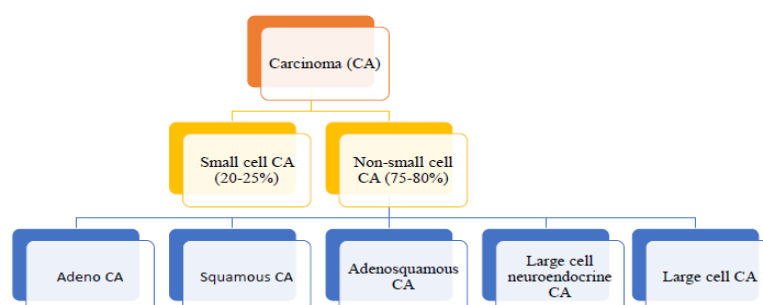 Carcinoma (CA)
Small cell CA
(20-25%)
Non-small cell
CA (75-80%)
Adeno CA
Squamous CA
Adenosquamous
CA
Large cell
neuroendocrine
CA
Large cell CA